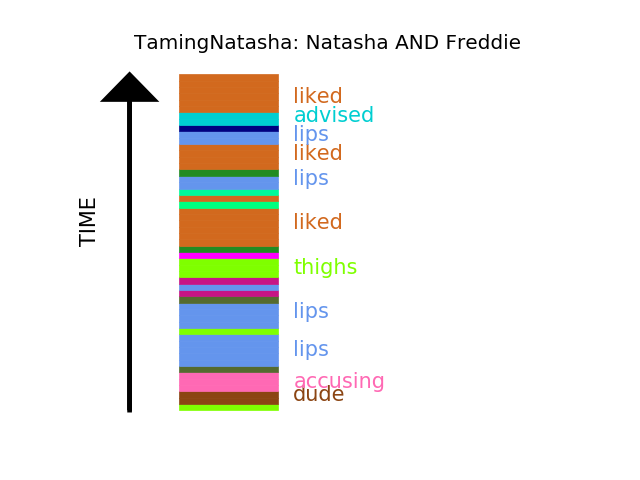 TamingNatasha: Natasha AND Freddie
TIME
liked
advised
lips
liked
lips
liked
thighs
lips
lips
accusing
dude